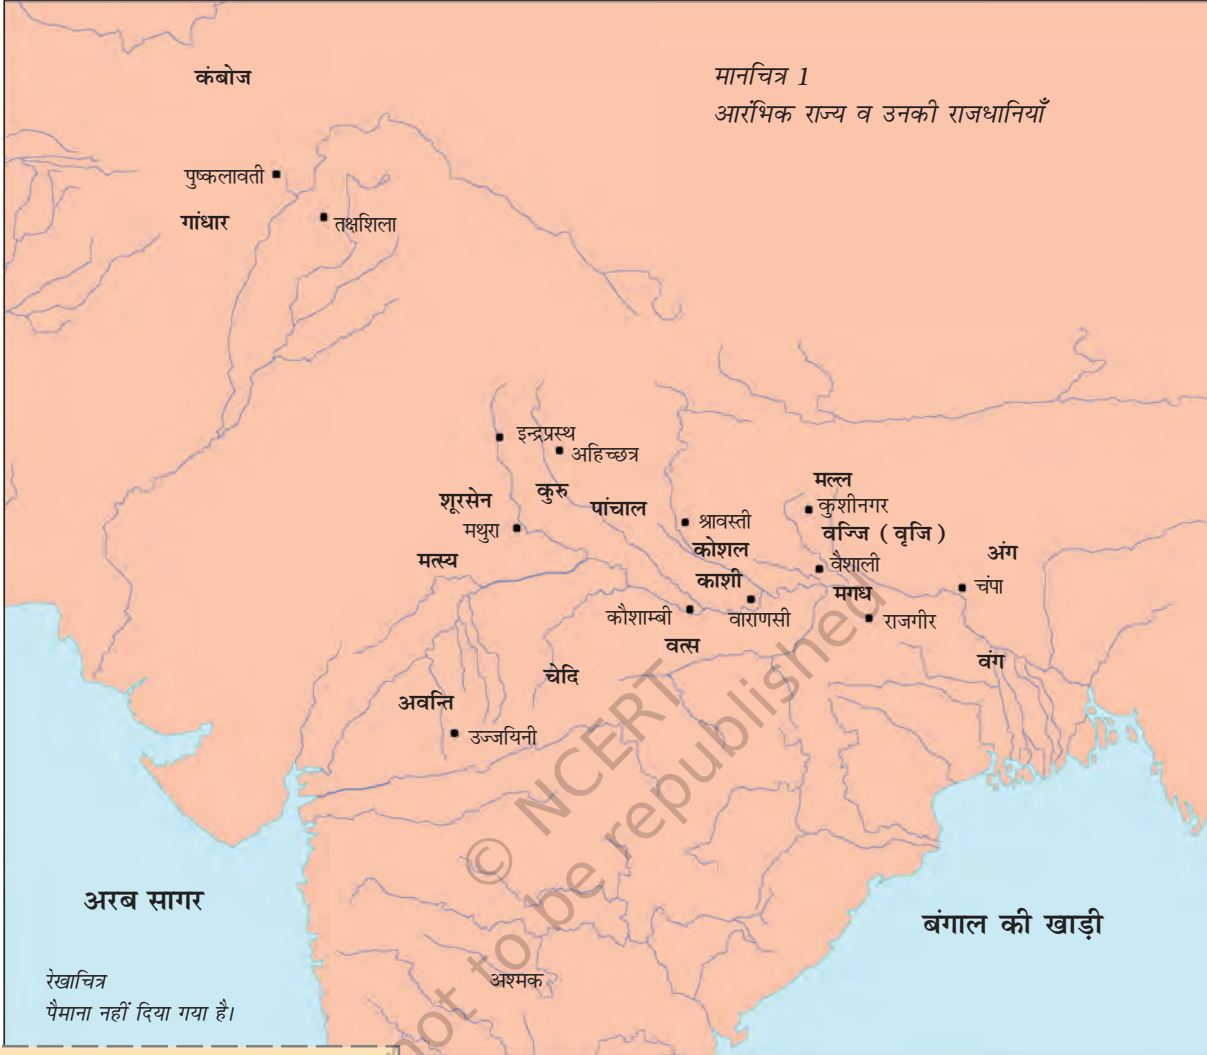 कंबोज
मानचित्र 1
आरंभिक राज्य व उनकी राजधानियाँ
पुष्कलावती
गांधार
तक्षशिला
इन्द्रप्रस्थ
अहिच्छत्र
मल्ल
कुरु
शूरसेन
पांचाल
कुशीनगर
मथुरा
श्रावस्ती
वज्जि ( वृजि )
कोशल
अंग
मत्स्य
वैशाली
काशी
चंपा
मगध
कौशाम्बी
वाराणसी
राजगीर
वत्स
वंग
चेदि
अवन्ति
उज्जयिनी
© NCERT
not to be republished
अरब सागर
बंगाल की खाड़ी
अश्मक
रेखाचित्र
पैमाना नहीं दिया गया है।